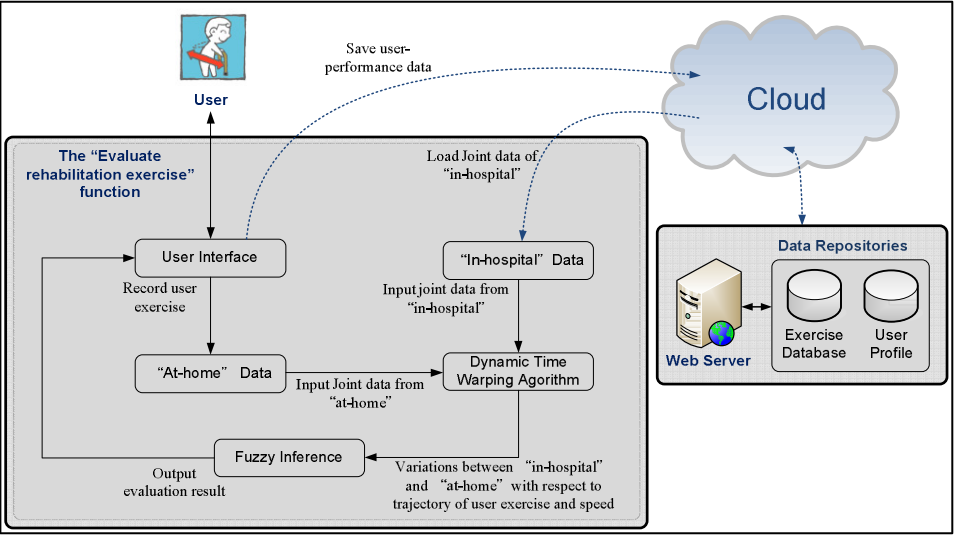 Save user-
performance data
Cloud
User
The “Evaluate
rehabilitation exercise”
function
Load Joint data of
“in-hospital”
User Interface
“In-hospital” Data
Data Repositories
Record user
exercise
Input joint data from
“in-hospital”
Web Server
Exercise
Database
User
Profile
“At-home” Data
Input Joint data from
“at-home”
Dynamic Time
Warping Agorithm
Fuzzy Inference
Output
evaluation result
Variations between “in-hospital”
and “at-home” with respect to
trajectory of user exercise and speed